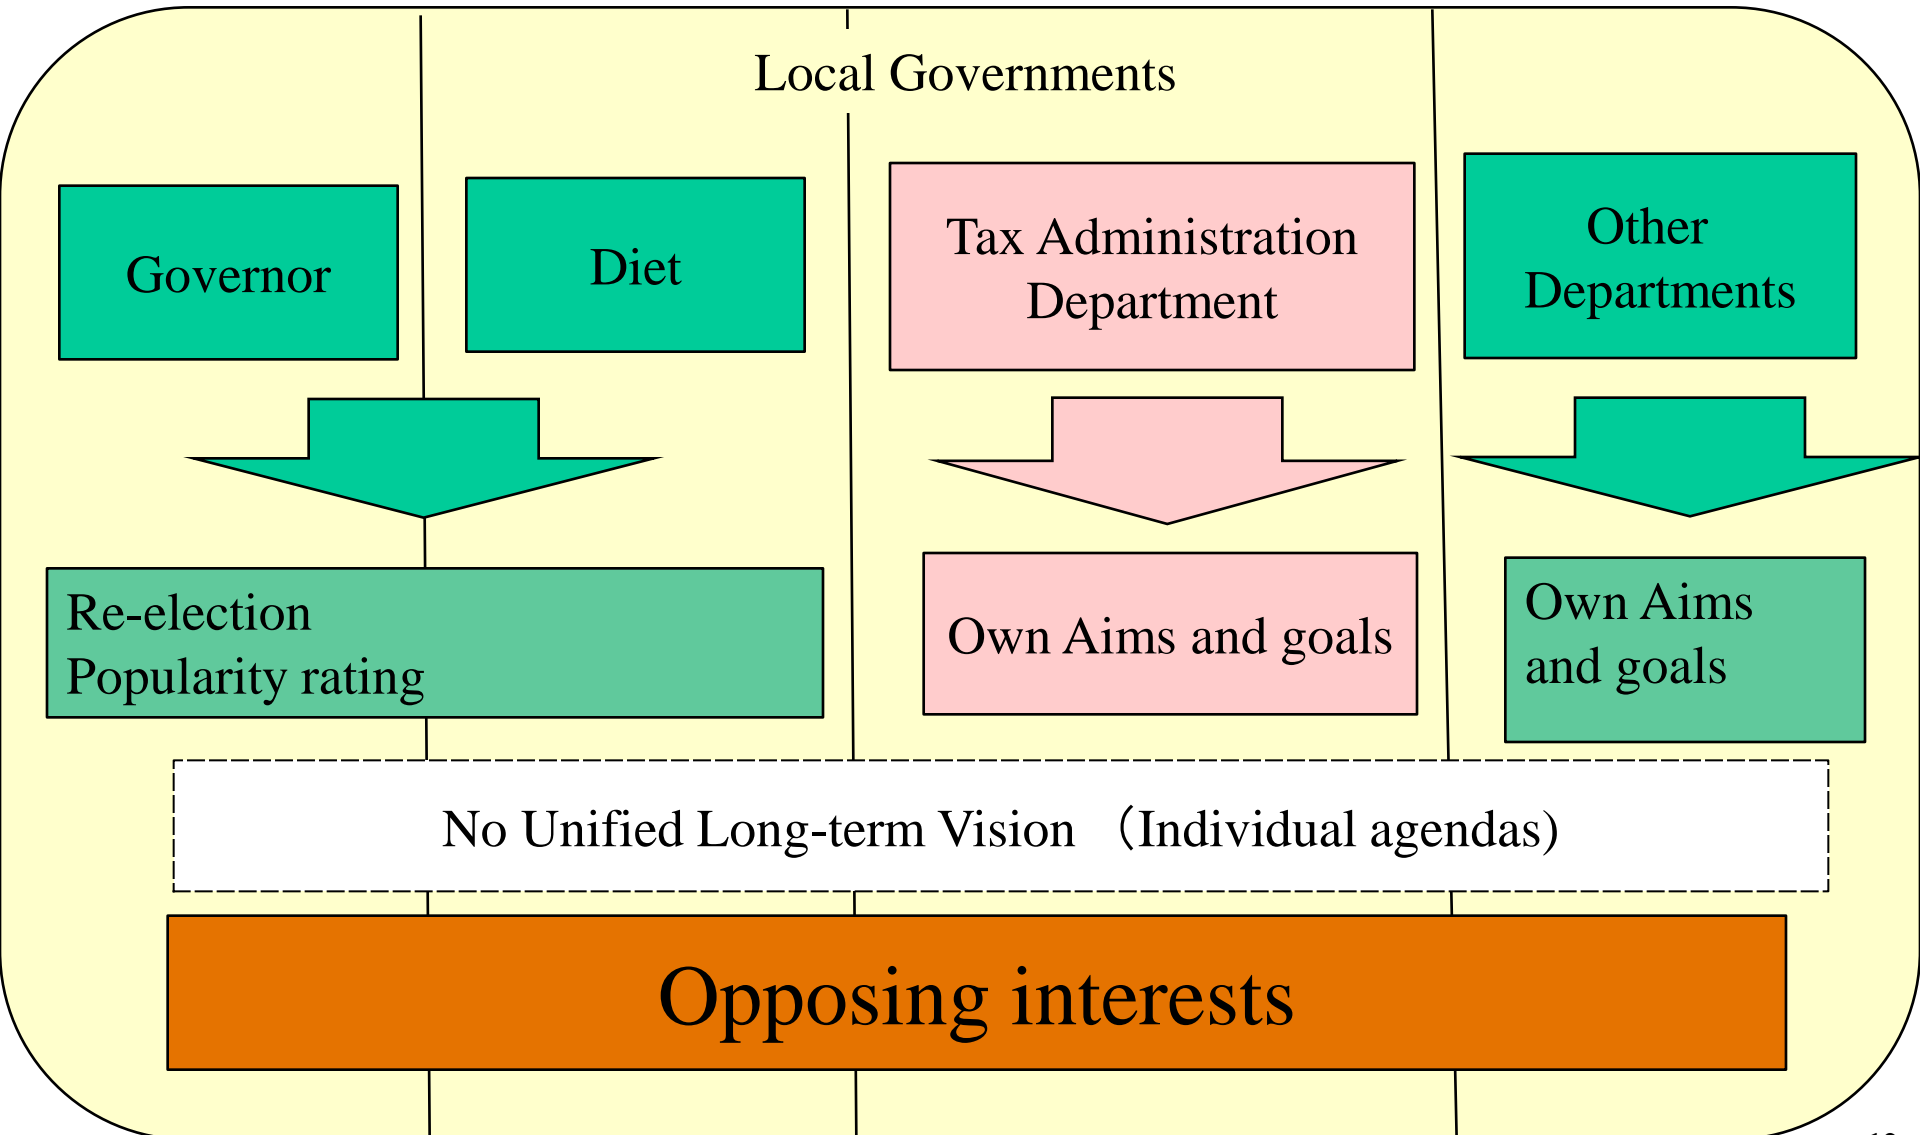 Local Governments
Governor
Diet
Tax Administration
Department
Other
Departments
Re-election
Popularity rating
Own Aims and goals
Own Aims
and goals
No Unified Long-term Vision （Individual agendas)
Opposing interests